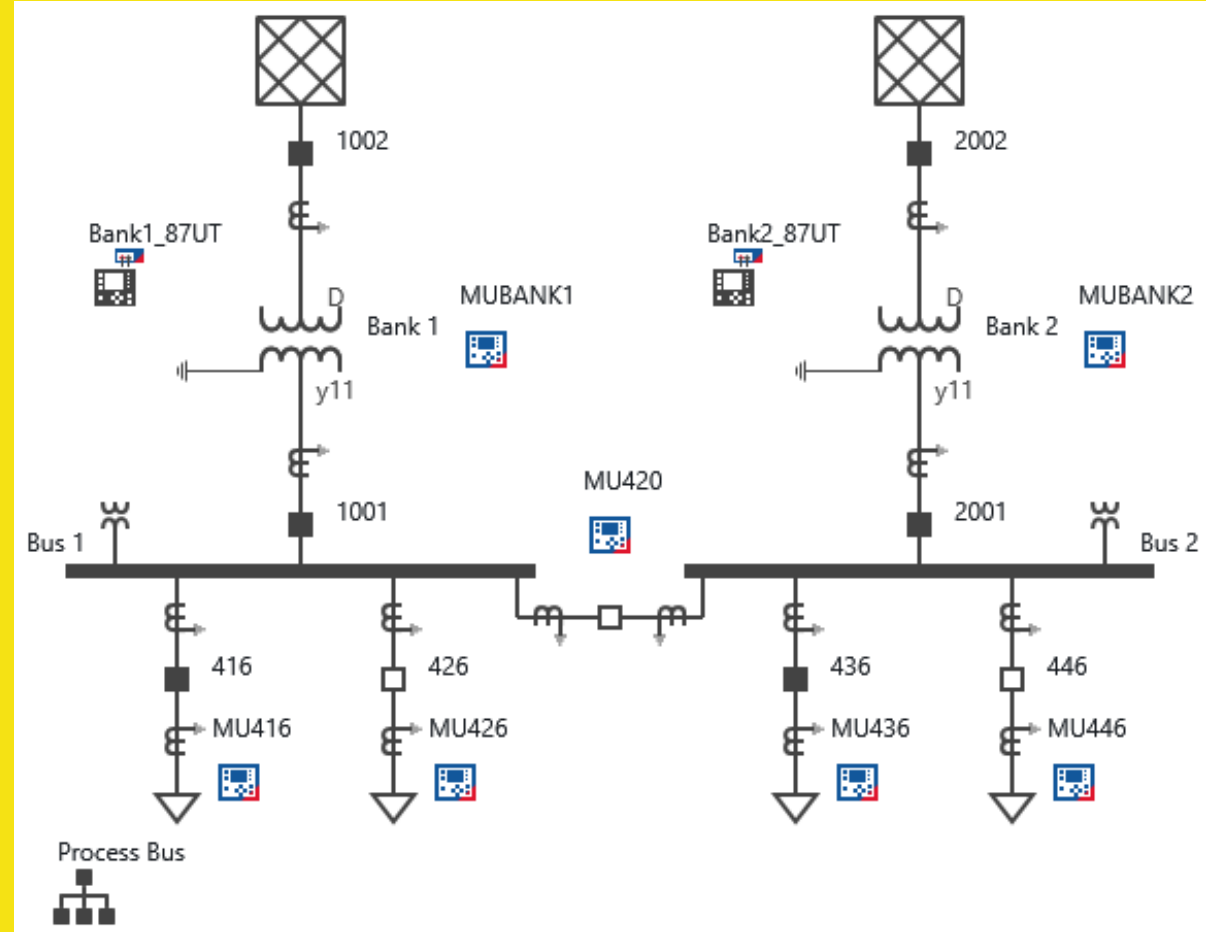 1002
2002
Bank1_87UT
Bank2_87UT
D
MUBANK1
D
MUBANK2
Bank 1
Bank 2
y11
y11
MU420
1001
2001
Bus 1
Bus 2
416
426
436
446
MU416
MU426
MU436
MU446
Process Bus